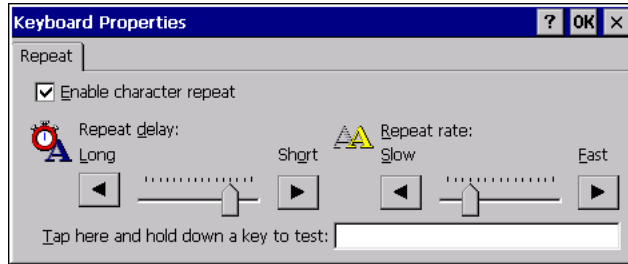 Keyboard Properties ? OK ×
Repeat
Enable character repeat
Repeat delay:
Long Short
Repeat rate:
Slow Fast
Tap here and hold down a key to test: